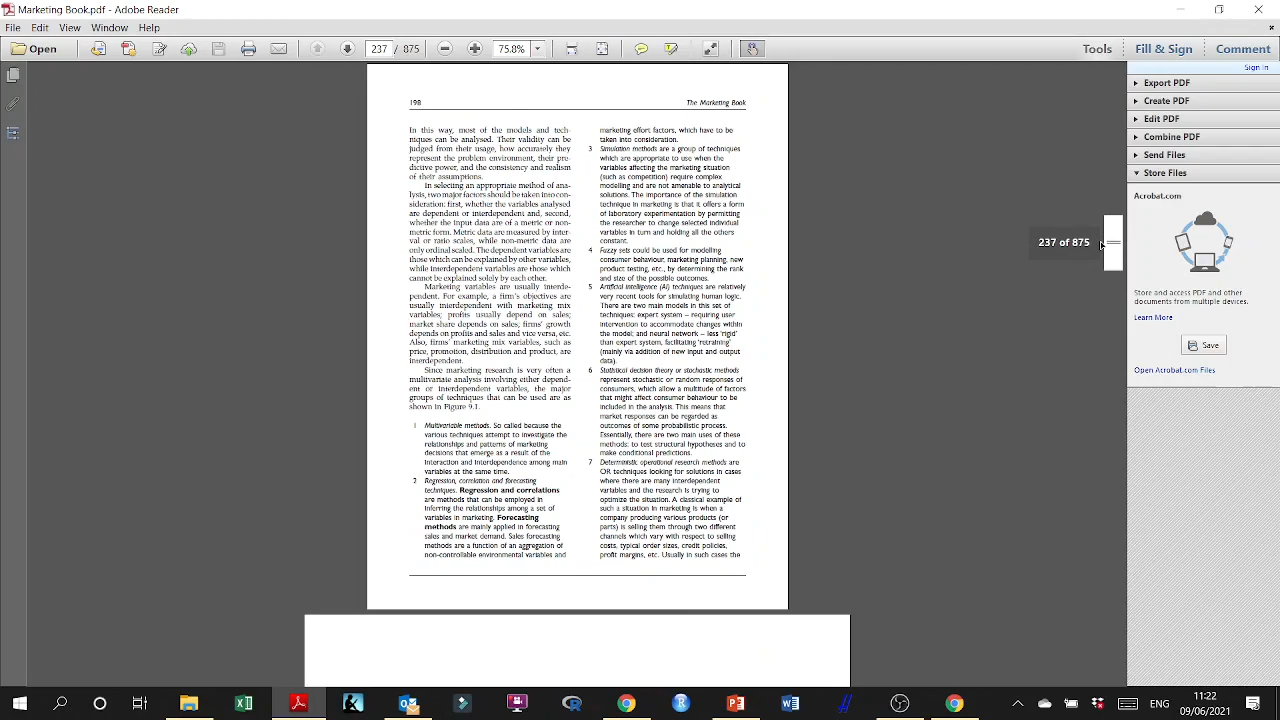 Marketing Book.pdf - Adobe Reader
File Edit View Window Help
Open 237 / 875 75.8% Tools Fill & Sign Comment
Sign In
Export PDF
Create PDF
Edit PDF
Combine PDF
Send Files
Store Files
Acrobat.com
Store and access PDF and other
documents from multiple devices.
Learn More
Save
Open Acrobat.com Files
237 of 875
198 The Marketing Book
In this way, most of the models and tech-
niques can be analysed. Their validity can be
judged from their usage, how accurately they
represent the problem environment, their pre-
dictive power, and the consistency and realism
of their assumptions.
In selecting an appropriate method of ana-
lysis, two major factors should be taken into con-
sideration: first, whether the variables analysed
are dependent or interdependent and, second,
whether the input data are of a metric or non-
metric form. Metric data are measured by inter-
val or ratio scales, while non-metric data are
only ordinal scaled. The dependent variables are
those which can be explained by other variables,
while interdependent variables are those which
cannot be explained solely by each other.
Marketing variables are usually interde-
pendent. For example, a firm's objectives are
usually interdependent with marketing mix
variables; profits usually depend on sales;
market share depends on sales; firms' growth
depends on profits and sales and vice versa, etc.
Also, firms' marketing mix variables, such as
price, promotion, distribution and product, are
interdependent.
Since marketing research is very often a
multivariate analysis involving either depend-
ent or interdependent variables, the major
groups of techniques that can be used are as
shown in Figure 9.1.
1 Multivariable methods. So called because the
various techniques attempt to investigate the
relationships and patterns of marketing
decisions that emerge as a result of the
interaction and interdependence among main
variables at the same time.
2 Regression, correlation and forecasting
techniques. Regression and correlations
are methods that can be employed in
inferring the relationships among a set of
variables in marketing. Forecasting
methods are mainly applied in forecasting
sales and market demand. Sales forecasting
methods are a function of an aggregation of
non-controllable environmental variables and
marketing effort factors, which have to be
taken into consideration.
3 Simulation methods are a group of techniques
which are appropriate to use when the
variables affecting the marketing situation
(such as competition) require complex
modelling and are not amenable to analytical
solutions. The importance of the simulation
technique in marketing is that it offers a form
of laboratory experimentation by permitting
the researcher to change selected individual
variables in turn and holding all the others
constant.
4 Fuzzy sets could be used for modelling
consumer behaviour, marketing planning, new
product testing, etc., by determining the rank
and size of the possible outcomes.
5 Artificial intelligence (AI) techniques are relatively
very recent tools for simulating human logic.
There are two main models in this set of
techniques: expert system – requiring user
intervention to accommodate changes within
the model; and neural network – less 'rigid'
than expert system, facilitating 'retraining'
(mainly via addition of new input and output
data).
6 Statistical decision theory or stochastic methods
represent stochastic or random responses of
consumers, which allow a multitude of factors
that might affect consumer behaviour to be
included in the analysis. This means that
market responses can be regarded as
outcomes of some probabilistic process.
Essentially, there are two main uses of these
methods: to test structural hypotheses and to
make conditional predictions.
7 Deterministic operational research methods are
OR techniques looking for solutions in cases
where there are many interdependent
variables and the research is trying to
optimize the situation. A classical example of
such a situation in marketing is when a
company producing various products (or
parts) is selling them through two different
channels which vary with respect to selling
costs, typical order sizes, credit policies,
profit margins, etc. Usually in such cases the
ENG
11:22
09/06/2021